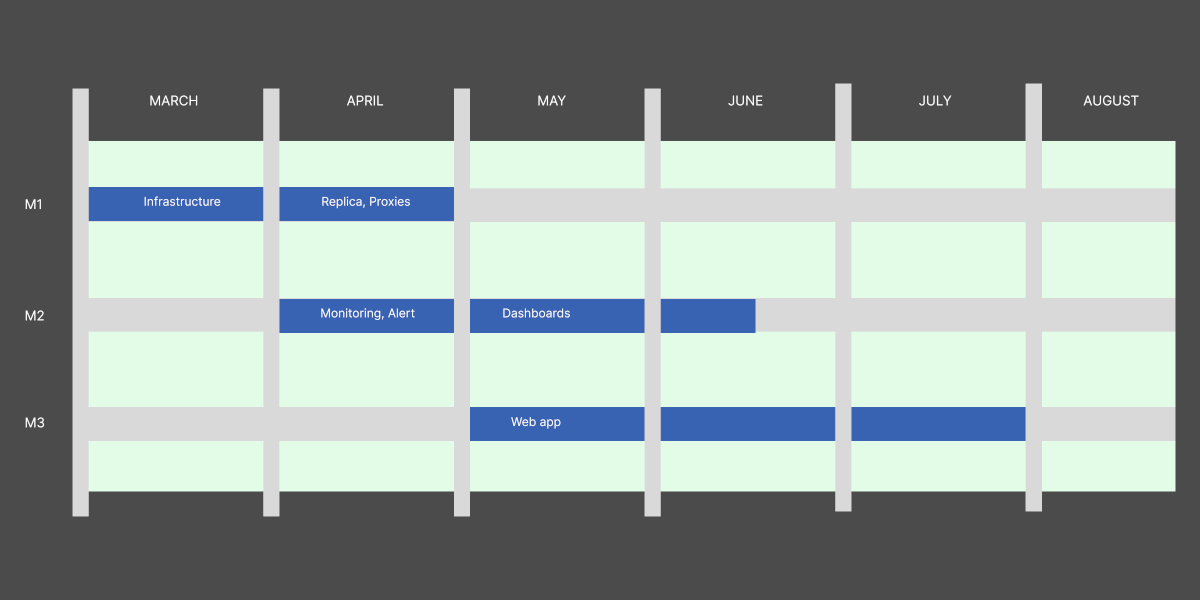 MARCH
APRIL
MAY
JUNE
JULY
AUGUST
M1
Infrastructure
Replica, Proxies
M2
Monitoring, Alert
Dashboards
M3
Web app